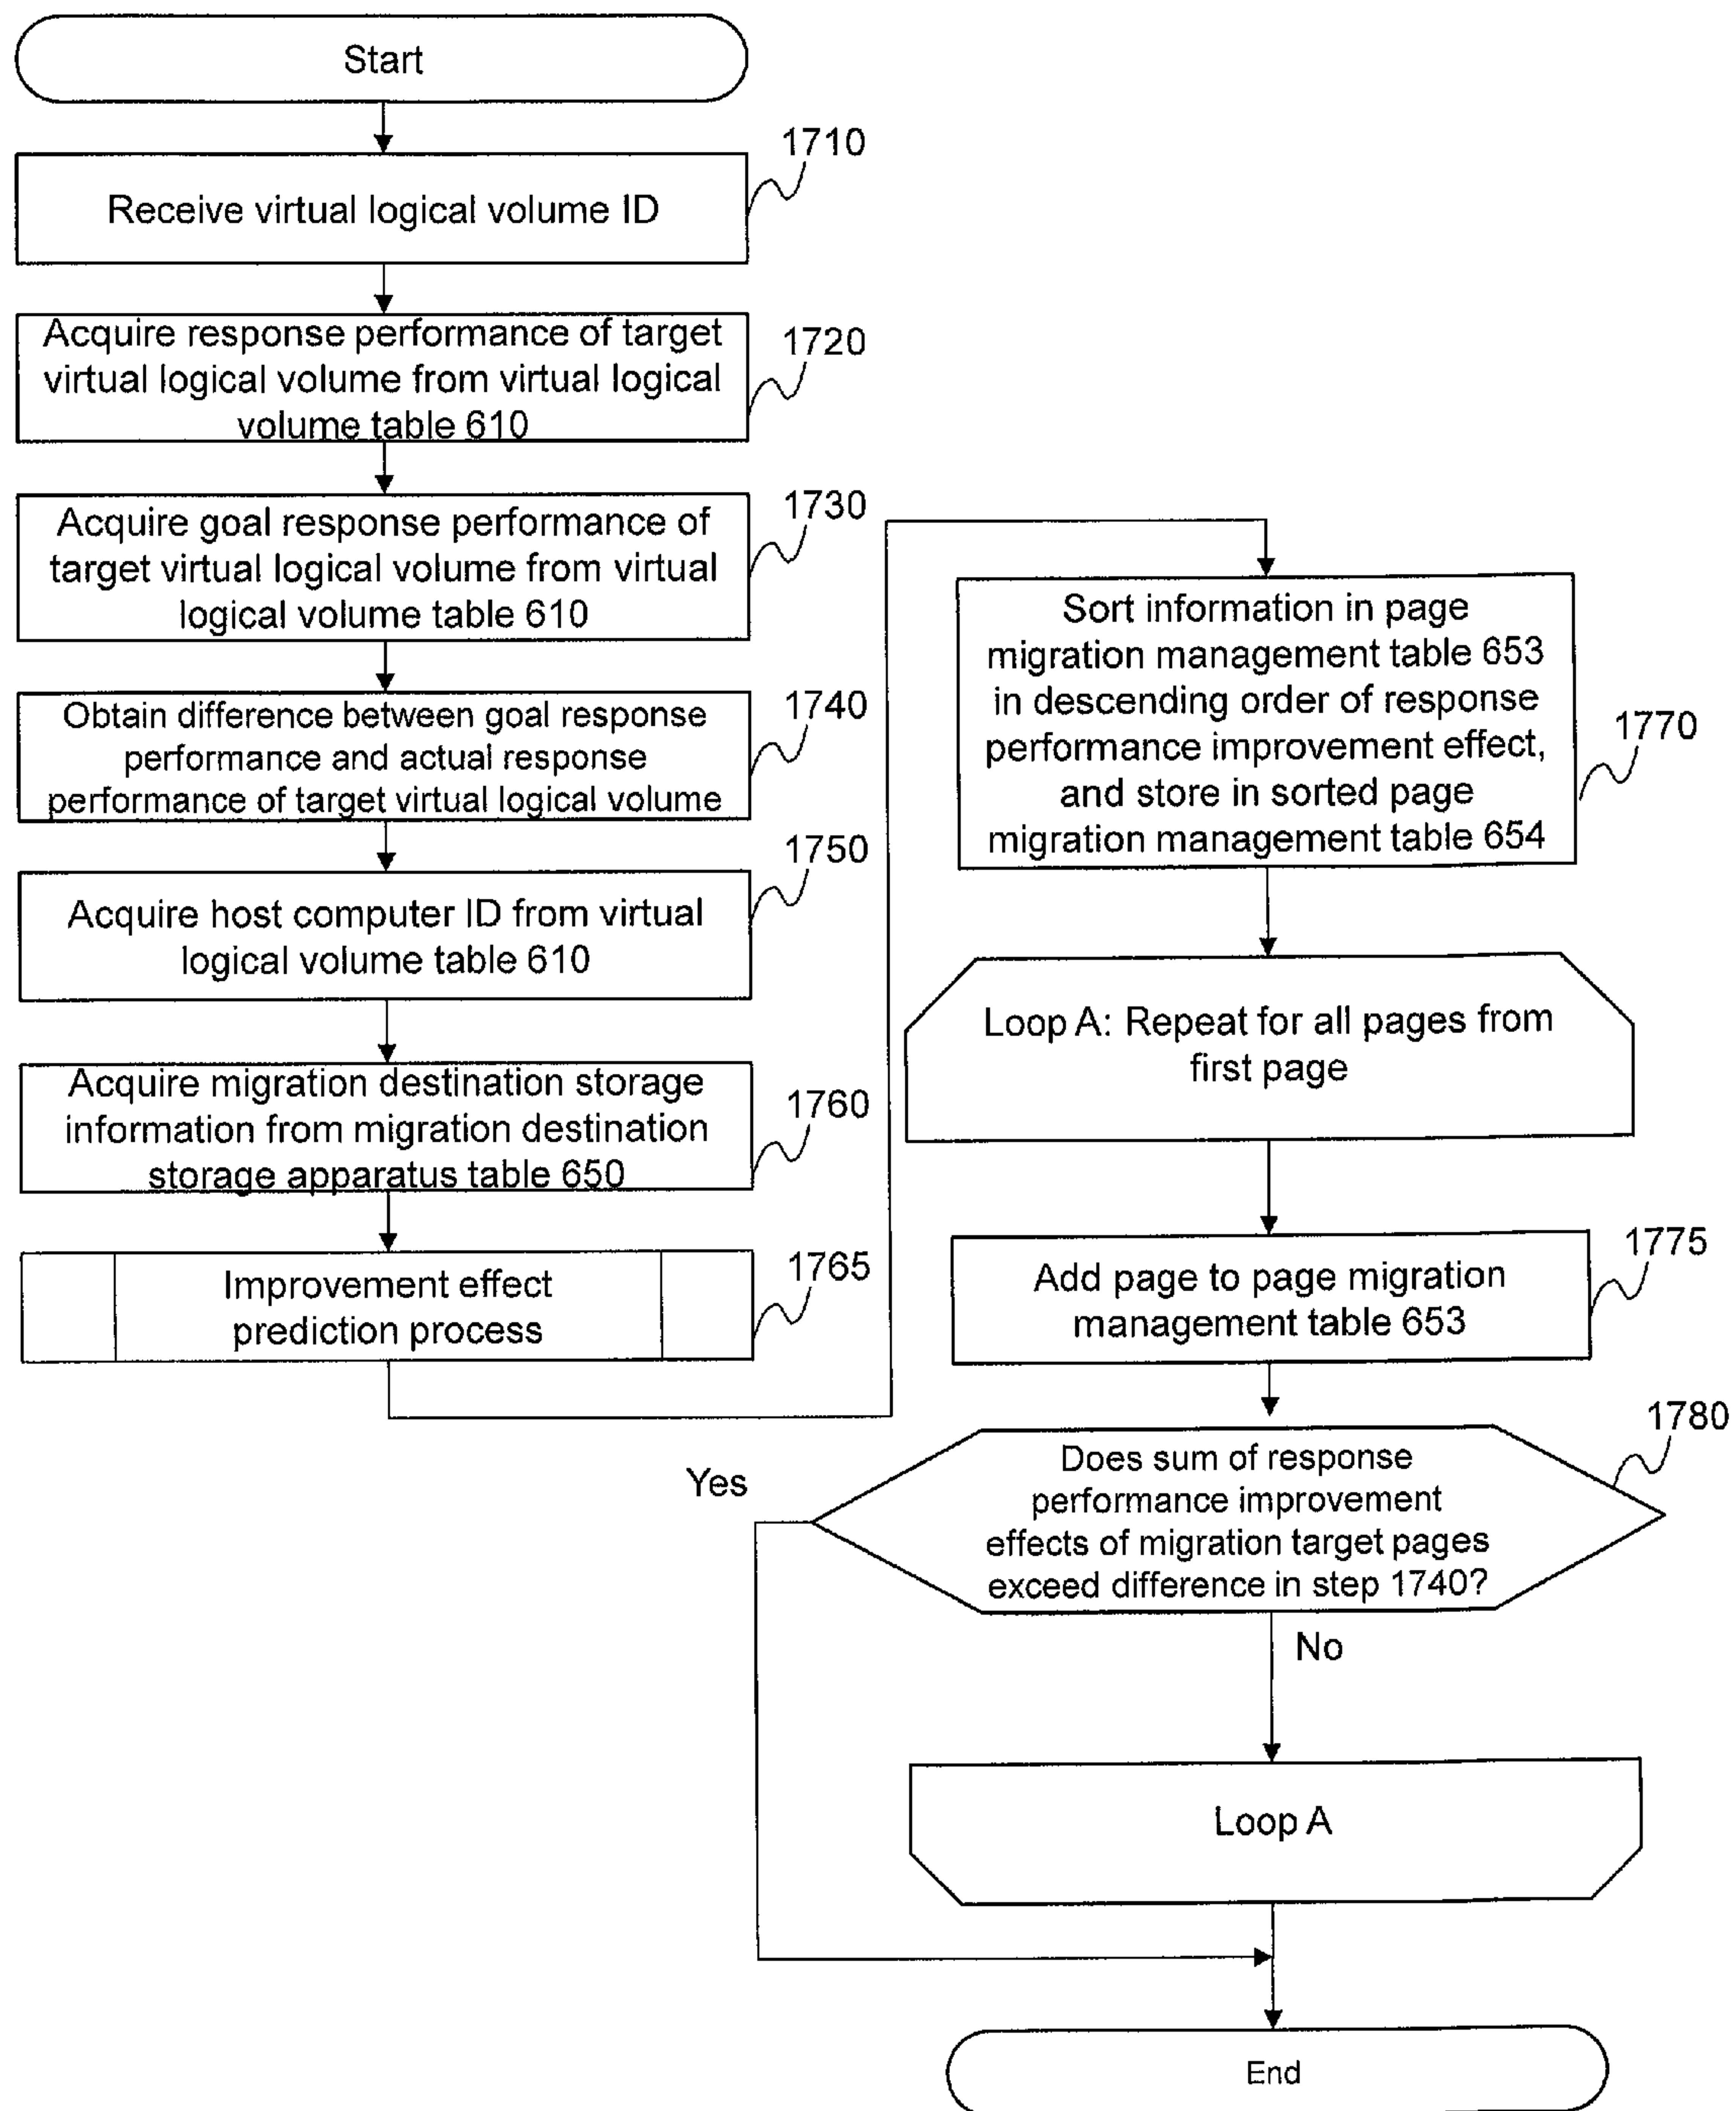 Start
1710
Receive virtual logical volume ID
1720
Acquire response performance of target
virtual logical volume from virtual logical
volume table 610
1730
Acquire goal response performance of
target virtual logical volume from virtual
logical volume table 610
1740
Obtain difference between goal response
performance and actual response
performance of target virtual logical volume
1750
Acquire host computer ID from virtual
logical volume table 610
1760
Acquire migration destination storage
information from migration destination
storage apparatus table 650
1765
Improvement effect
prediction process
Sort information in page
migration management table 653
in descending order of response
performance improvement effect,
and store in sorted page
migration management table 654
1770
Loop A: Repeat for all pages from
first page
1775
Add page to page migration
management table 653
1780
Does sum of response
performance improvement
effects of migration target pages
exceed difference in step 1740?
Yes
No
Loop A
End